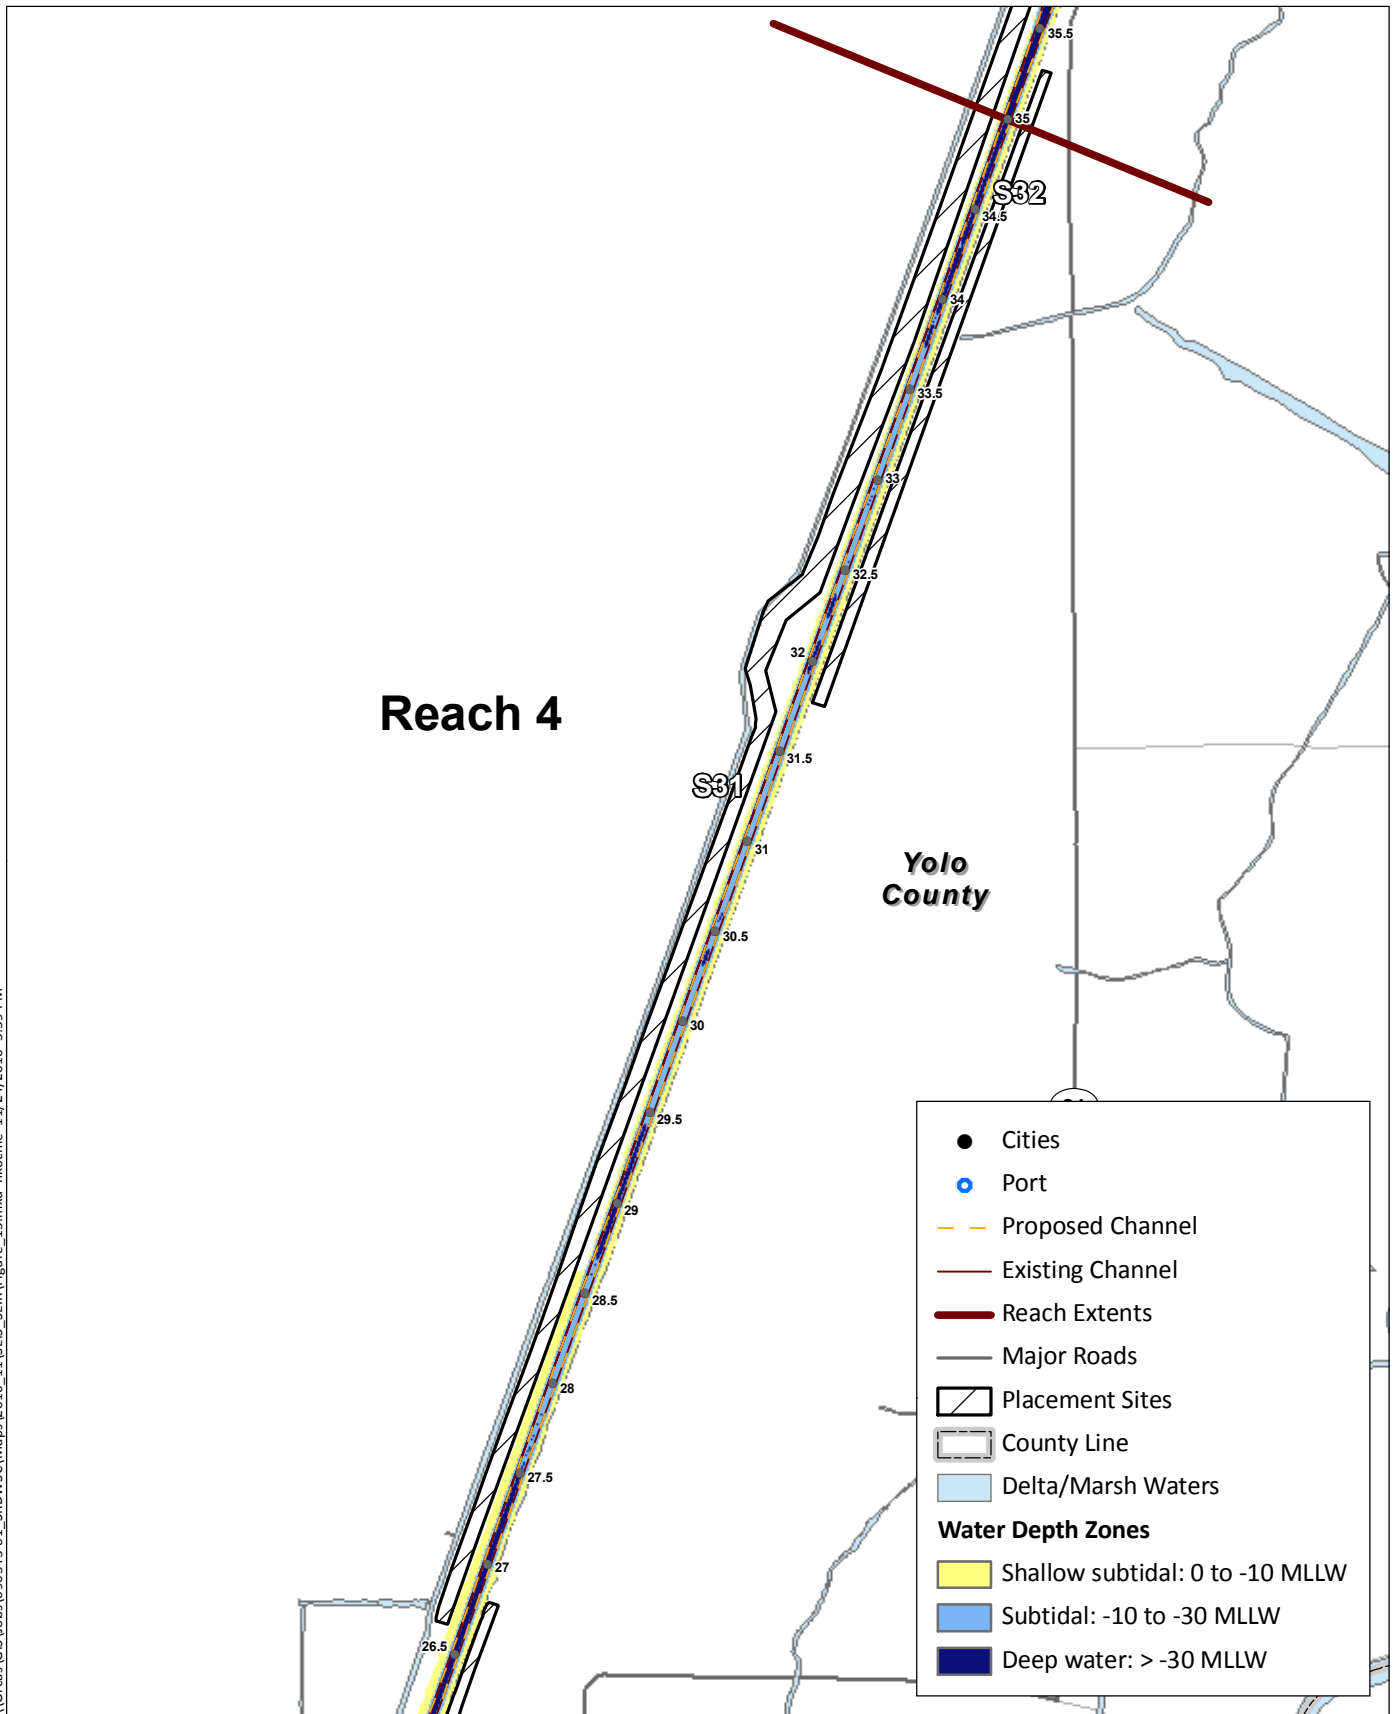 35.5
35
S32
34.5
34
33.5
33
32.5
32
Reach 4
31.5
S31
31
Yolo
County
30.5
30
29.5
29
28.5
28
27.5
27
26.5
Cities
Port
Proposed Channel
Existing Channel
Reach Extents
Major Roads
Placement Sites
County Line
Delta/Marsh Waters
Water Depth Zones
Shallow subtidal: 0 to -10 MLLW
Subtidal: -10 to -30 MLLW
Deep water: > -30 MLLW